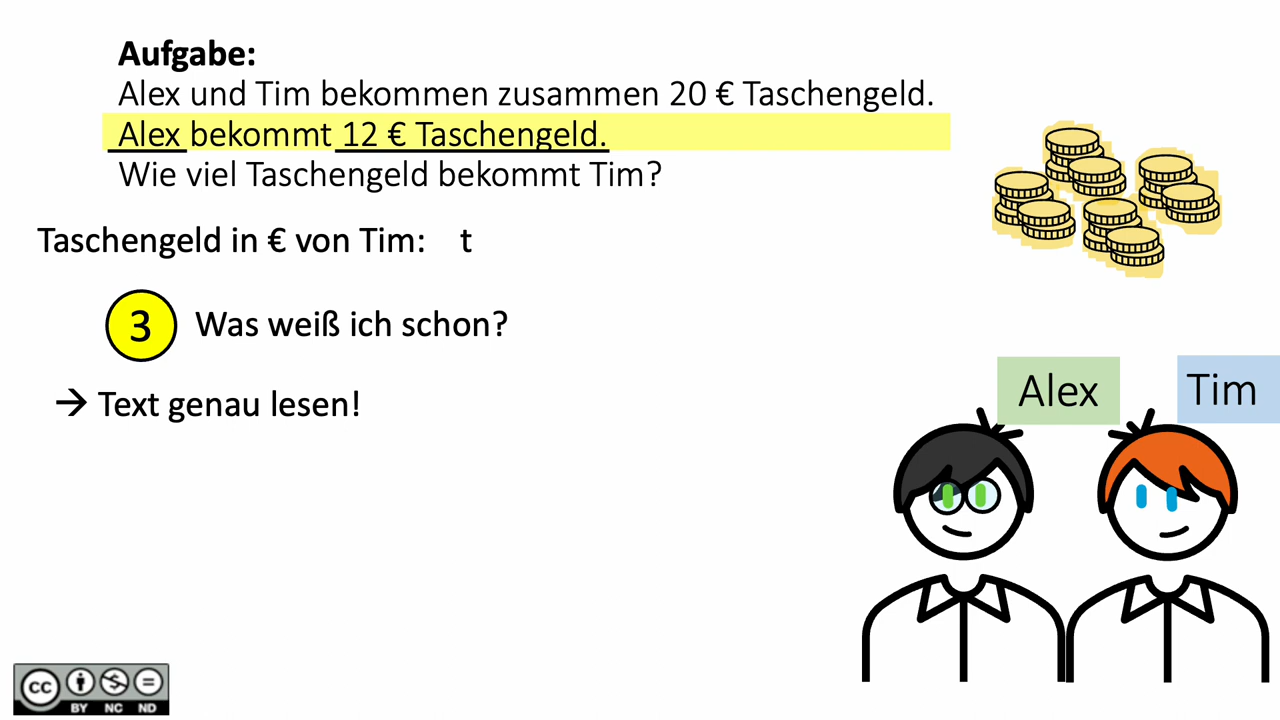 Aufgabe:
Alex und Tim bekommen zusammen 20 € Taschengeld.
Alex bekommt 12 € Taschengeld.
Wie viel Taschengeld bekommt Tim?
Taschengeld in € von Tim: t
3 Was weiß ich schon?
→ Text genau lesen!
Alex
Tim
cc
BY NC ND